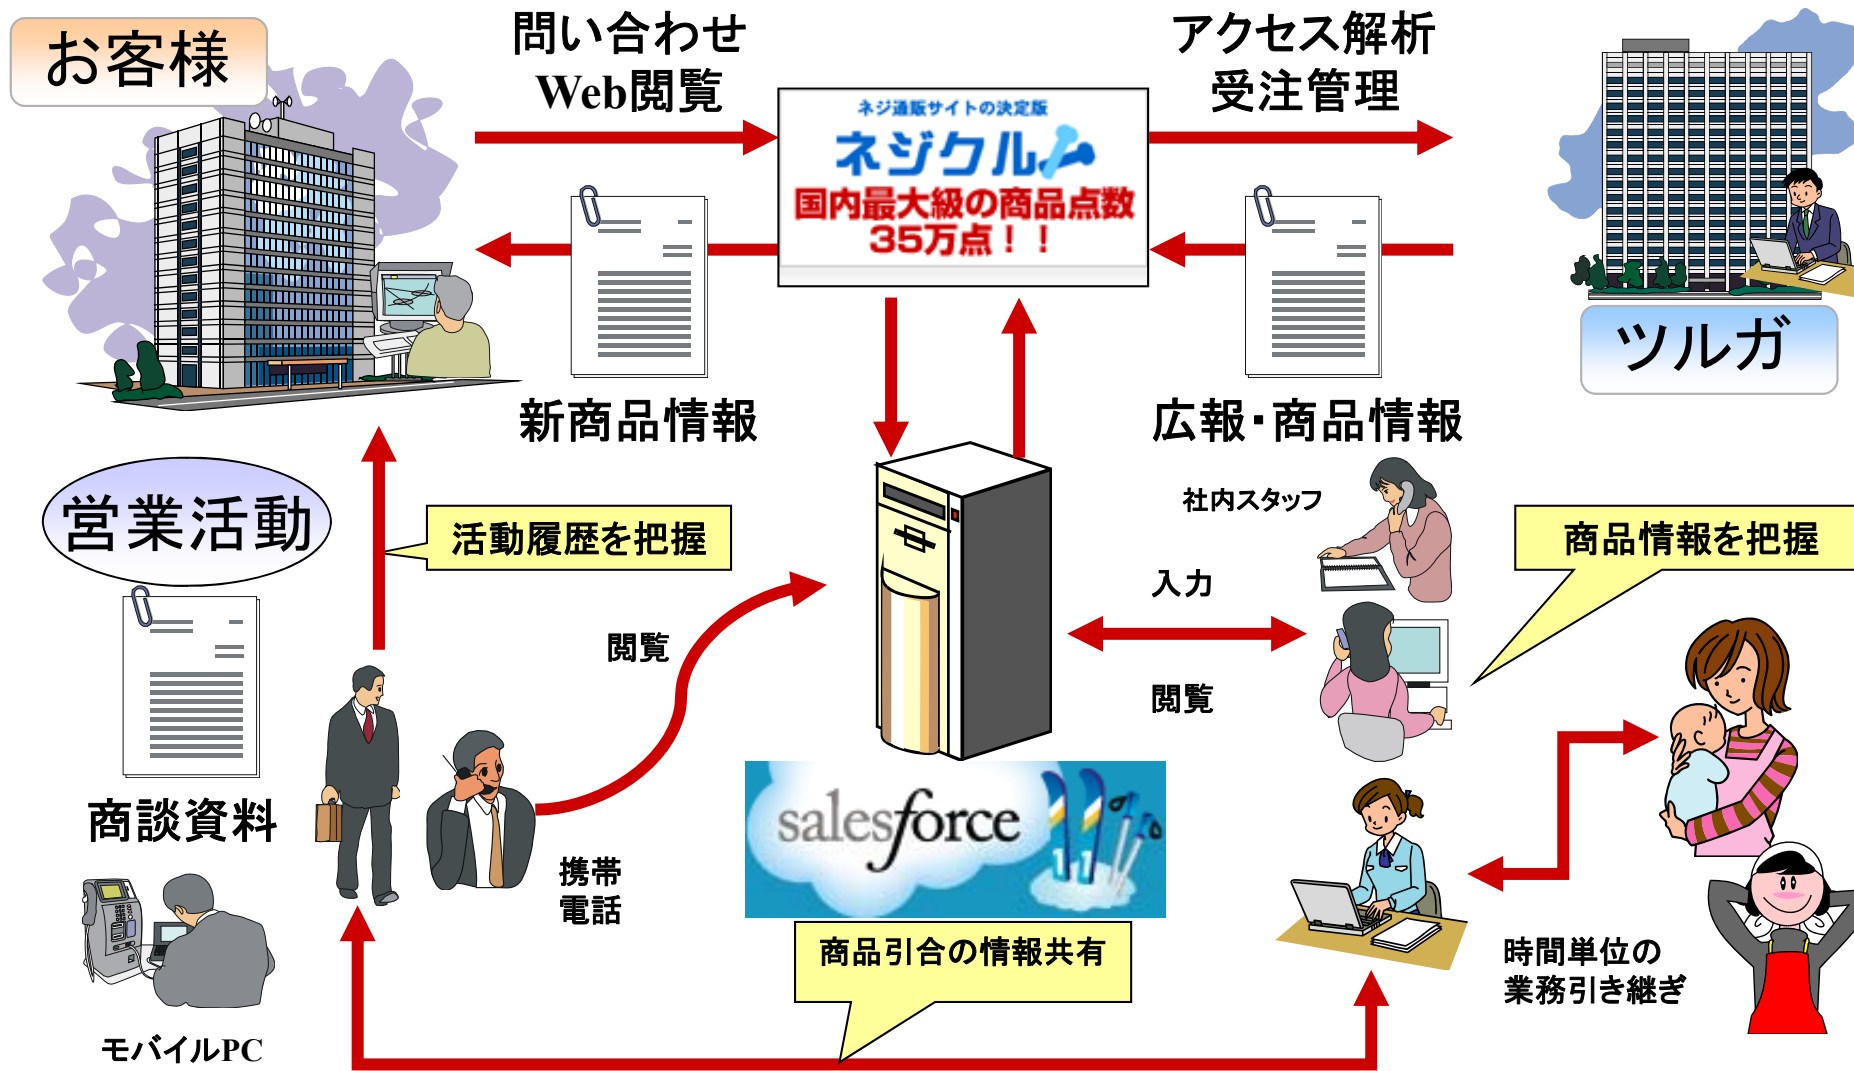 お客様
問い合わせ
Web閲覧
アクセス解析
受注管理
ネジ通販サイトの決定版
ネジクル
国内最大級の商品点数
35万点！！
ツルガ
新商品情報
広報・商品情報
営業活動
活動履歴を把握
社内スタッフ
商品情報を把握
入力
閲覧
閲覧
商談資料
salesforce
11
携帯
電話
商品引合の情報共有
時間単位の
業務引き継ぎ
モバイルPC